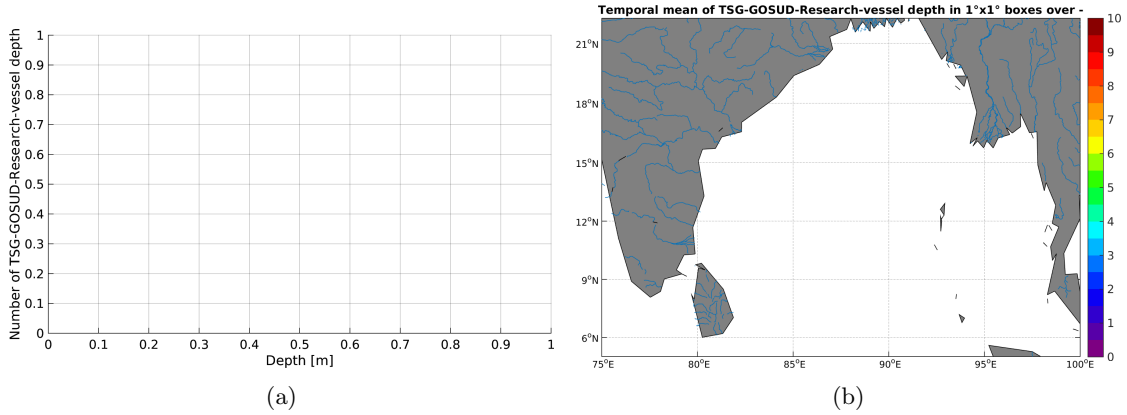 Number of TSG-GOSUD-Research-vessel depth
1
0.9
0.8
0.7
0.6
0.5
0.4
0.3
0.2
0.1
0
0 0.1 0.2 0.3 0.4 0.5 0.6 0.7 0.8 0.9 1
Depth [m]
(a)
Temporal mean of TSG-GOSUD-Research-vessel depth in 1°x1° boxes over -
21°N
18°N
15°N
12°N
9°N
6°N
75°E 80°E 85°E 90°E 95°E 100°E
10
9
8
7
6
5
4
3
2
1
0
(b)